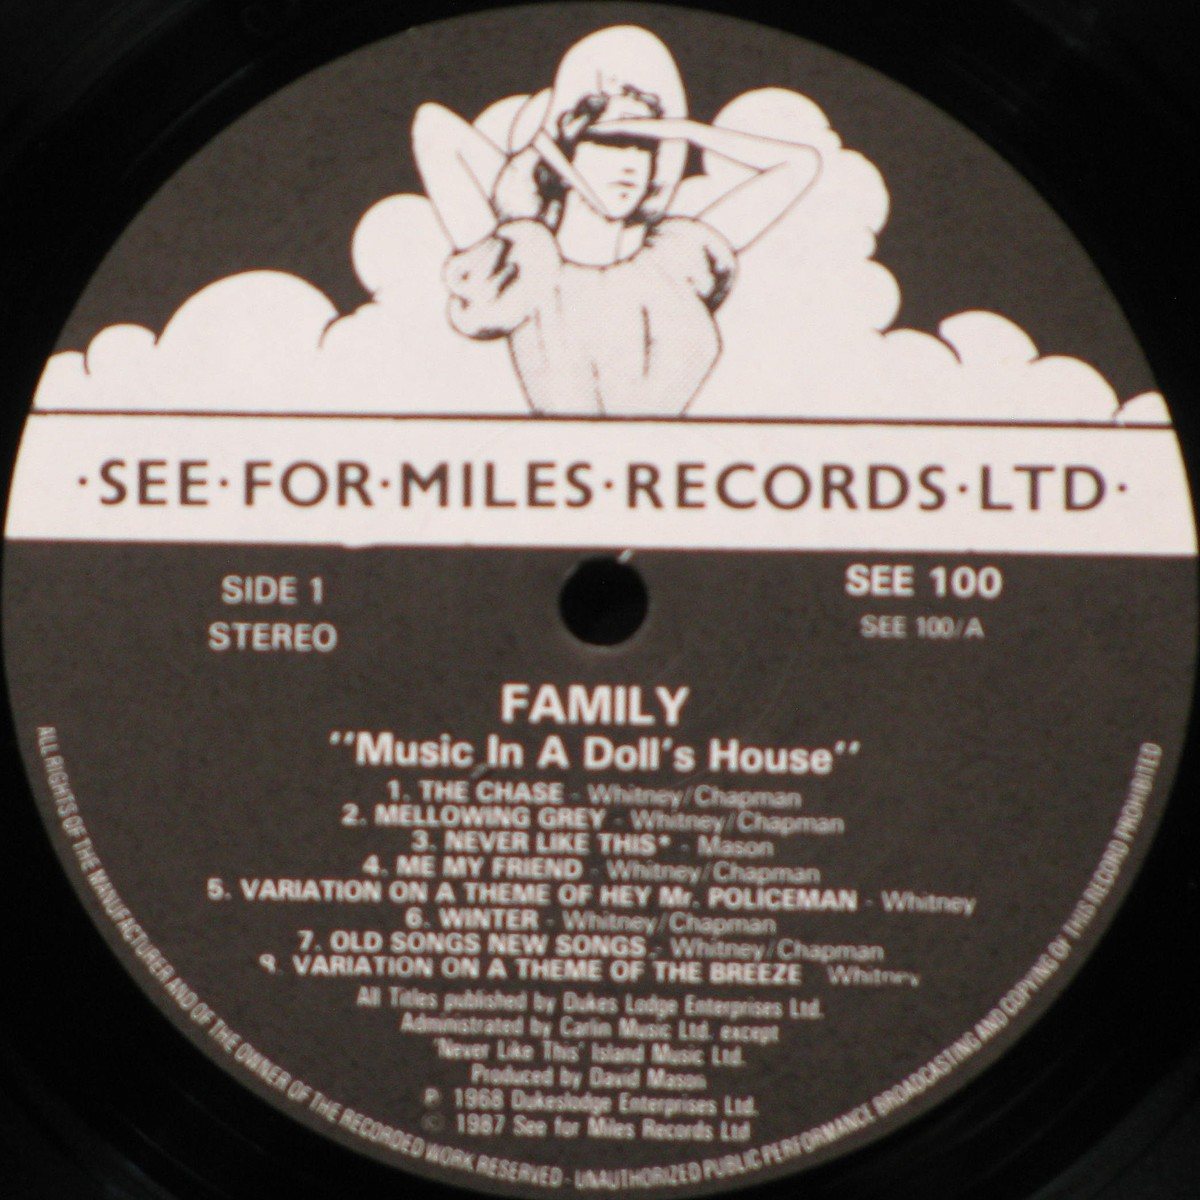 ·SEE·FOR·MILES·RECORDS·LTD·
SIDE 1
STEREO
SEE 100
SEE 100/A
FAMILY
"Music In A Doll's House"
1. THE CHASE - Whitney/Chapman
2. MELLOWING GREY - Whitney/Chapman
3. NEVER LIKE THIS* - Mason
4. ME MY FRIEND - Whitney/Chapman
5. VARIATION ON A THEME OF HEY Mr. POLICEMAN - Whitney
6. WINTER - Whitney/Chapman
7. OLD SONGS NEW SONGS - Whitney/Chapman
8. VARIATION ON A THEME OF THE BREEZE Whitney
All Titles published by Dukes Lodge Enterprises Ltd.
Administrated by Carlin Music Ltd. except
'Never Like This' Island Music Ltd.
Produced by David Mason
℗ 1968 Dukeslodge Enterprises Ltd.
© 1987 See for Miles Records Ltd
ALL RIGHTS OF THE MANUFACTURER AND OF THE OWNER OF THE RECORDED WORK RESERVED - UNAUTHORIZED PUBLIC PERFORMANCE BROADCASTING AND COPYING OF THIS RECORD PROHIBITED